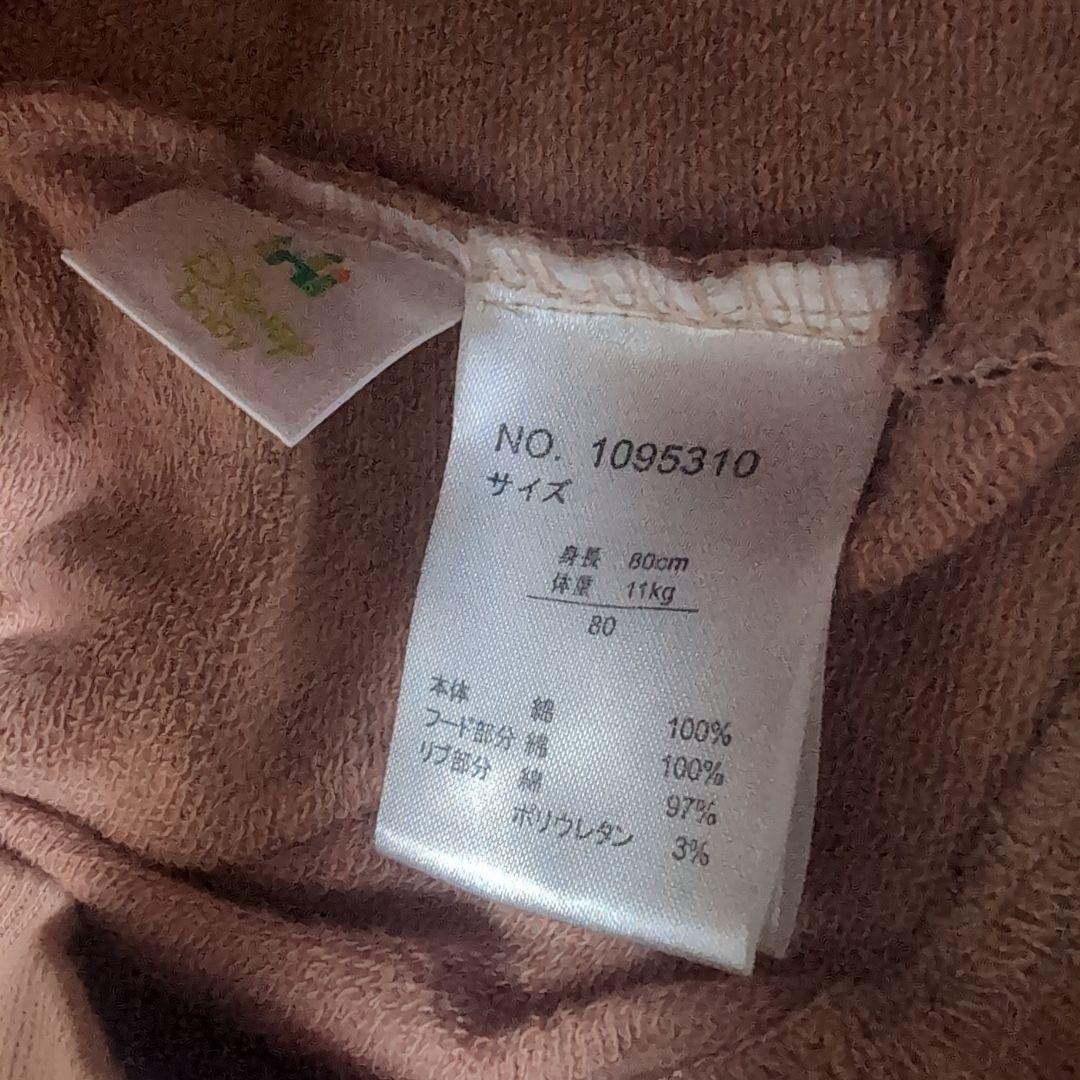 NO. 1095310
サイズ
身長 80cm
体重 11kg
80
本体 綿 100%
フード部分 綿 100%
リブ部分 綿 97%
ポリウレタン 3%